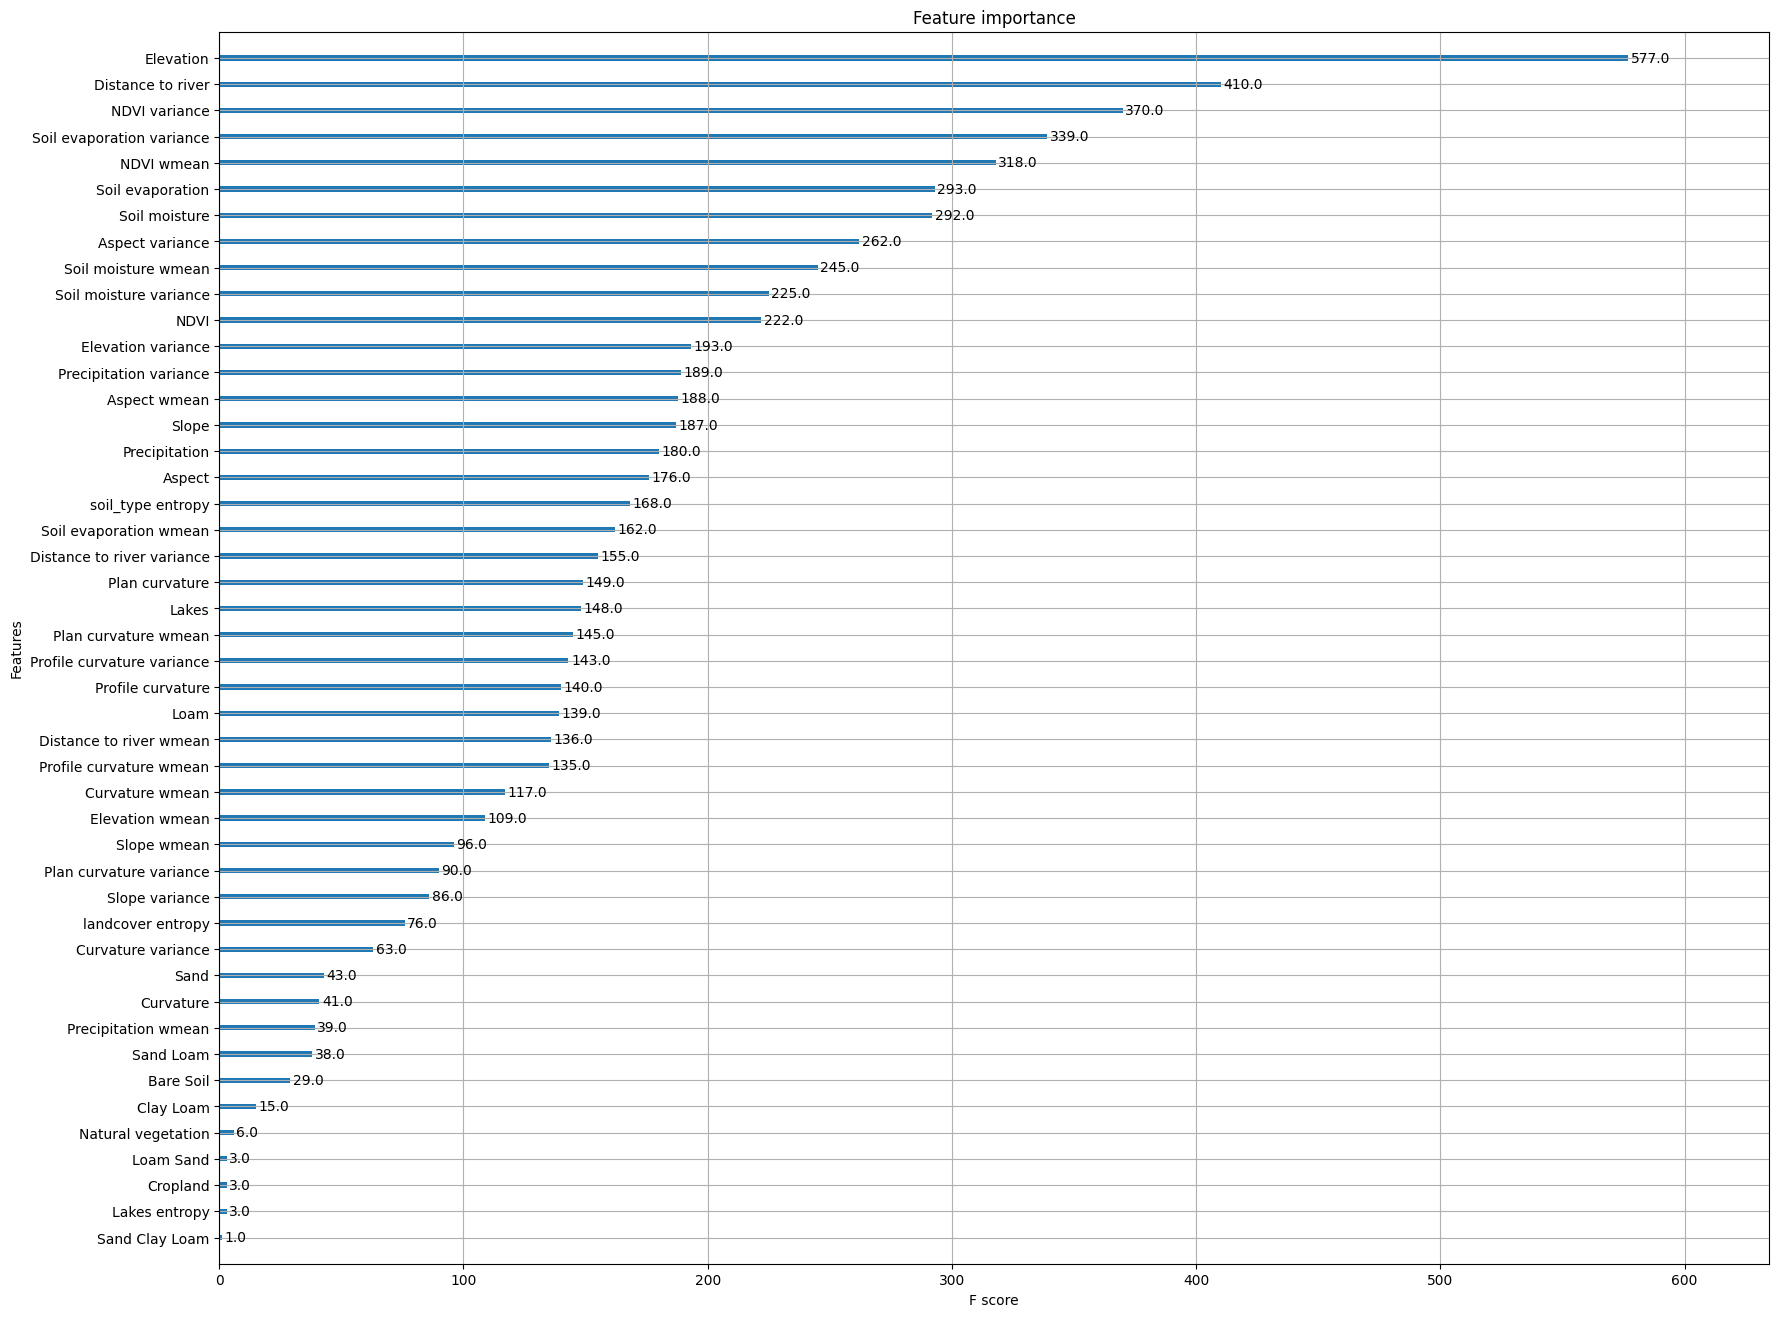 Feature importance
Elevation 577.0
Distance to river 410.0
NDVI variance 370.0
Soil evaporation variance 339.0
NDVI wmean 318.0
Soil evaporation 293.0
Soil moisture 292.0
Aspect variance 262.0
Soil moisture wmean 245.0
Soil moisture variance 225.0
NDVI 222.0
Elevation variance 193.0
Precipitation variance 189.0
Aspect wmean 188.0
Slope 187.0
Precipitation 180.0
Aspect 176.0
soil_type entropy 168.0
Soil evaporation wmean 162.0
Distance to river variance 155.0
Plan curvature 149.0
Lakes 148.0
Plan curvature wmean 145.0
Profile curvature variance 143.0
Profile curvature 140.0
Loam 139.0
Distance to river wmean 136.0
Profile curvature wmean 135.0
Curvature wmean 117.0
Elevation wmean 109.0
Slope wmean 96.0
Plan curvature variance 90.0
Slope variance 86.0
landcover entropy 76.0
Curvature variance 63.0
Sand 43.0
Curvature 41.0
Precipitation wmean 39.0
Sand Loam 38.0
Bare Soil 29.0
Clay Loam 15.0
Natural vegetation 6.0
Loam Sand 3.0
Cropland 3.0
Lakes entropy 3.0
Sand Clay Loam 1.0
Features
0 100 200 300 400 500 600
F score